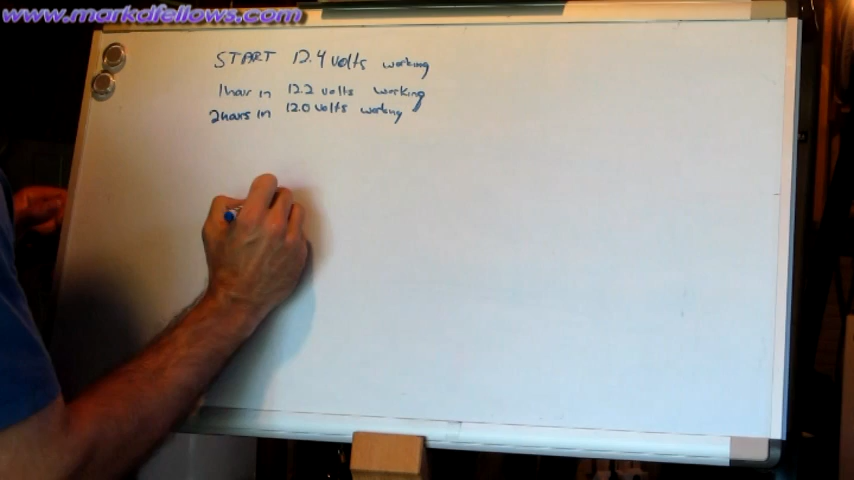 www.markdfellows.com
START 12.4 volts working
1 hour in 12.2 volts working
2 hours in 12.0 volts working